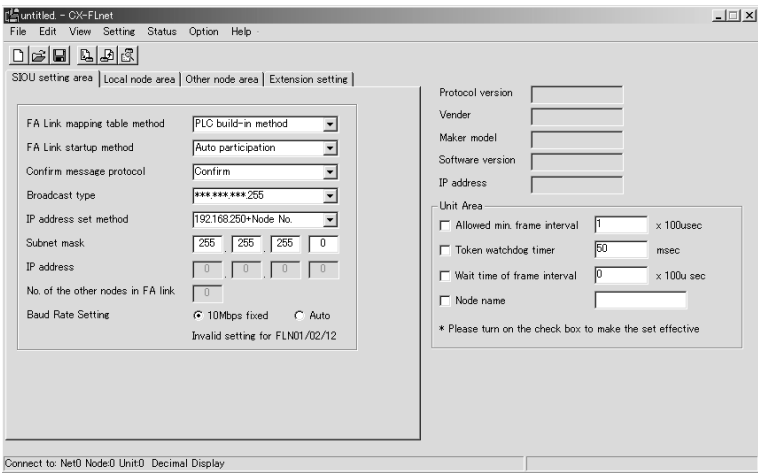 untitled. - CX-FLnet
File Edit View Setting Status Option Help
SIOU setting area Local node area Other node area Extension setting
FA Link mapping table method PLC build-in method
FA Link startup method Auto participation
Confirm message protocol Confirm
Broadcast type ***.***.***.255
IP address set method 192.168.250+Node No.
Subnet mask 255 . 255 . 255 . 0
IP address 0 . 0 . 0 . 0
No. of the other nodes in FA link 0
Baud Rate Setting 10Mbps fixed Auto
Invalid setting for FLN01/02/12
Protocol version
Vender
Maker model
Software version
IP address
Unit Area
Allowed min. frame interval 1 x 100usec
Token watchdog timer 50 msec
Wait time of frame interval 0 x 100u sec
Node name
* Please turn on the check box to make the set effective
Connect to: Net:0 Node:0 Unit:0 Decimal Display